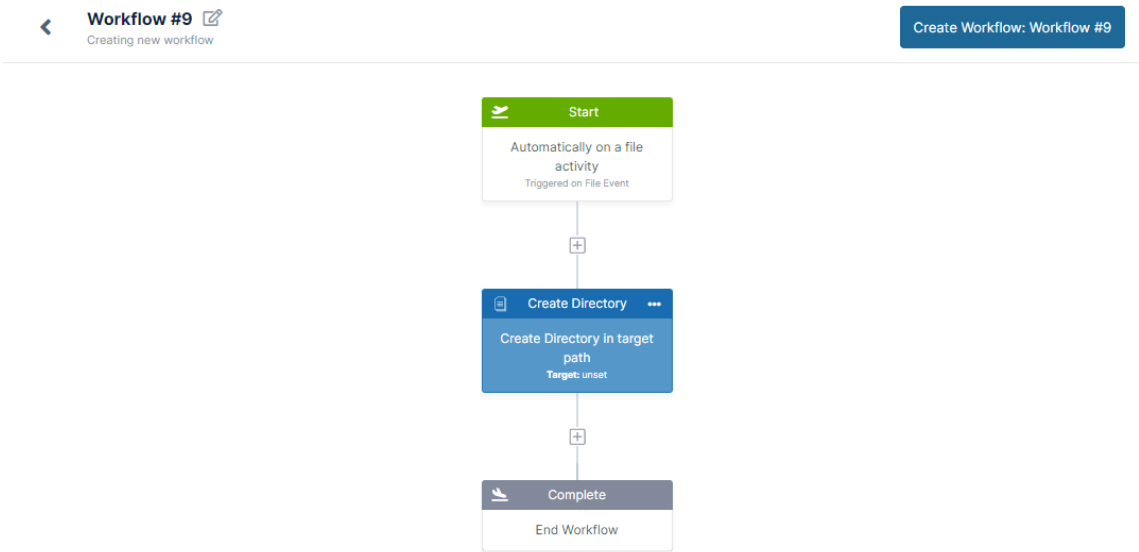 Workflow #9
Creating new workflow
Create Workflow: Workflow #9
Start
Automatically on a file
activity
Triggered on File Event
Create Directory
Create Directory in target
path
Target: unset
Complete
End Workflow